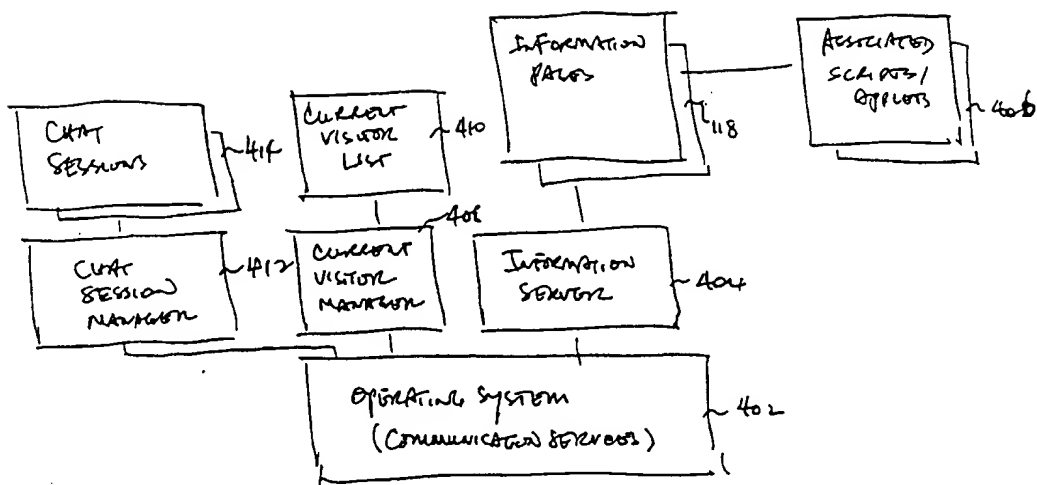 INFORMATION
PAGES
118
ASSOCIATED
SCRIPTS/
APPLETS
406
CHAT
SESSIONS
414
CURRENT
VISITOR
LIST
410
CHAT
SESSION
MANAGER
412
408
CURRENT
VISITOR
MANAGER
INFORMATION
SERVER
404
OPERATING SYSTEM
(COMMUNICATION SERVICES)
402